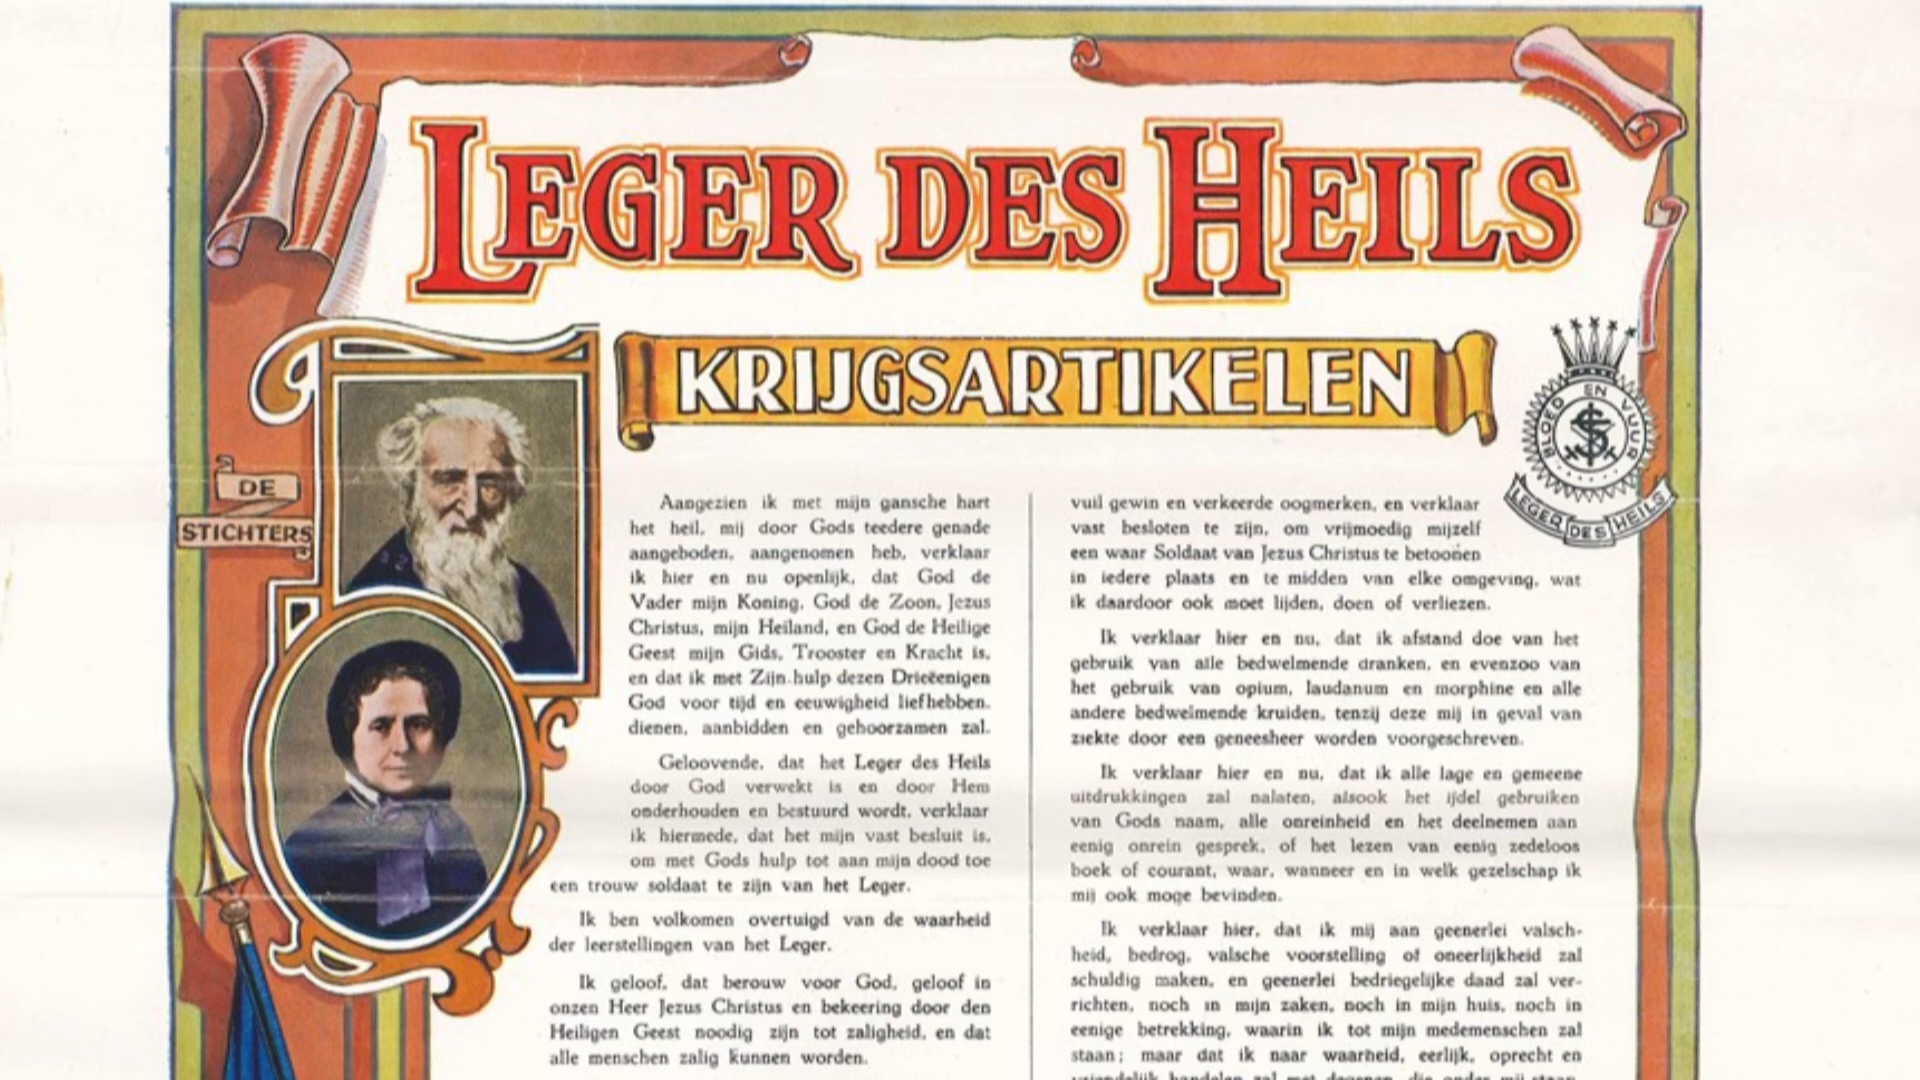 LEGER DES HEILS
KRIJGSARTIKELEN
DE
STICHTERS
BLOED EN VUUR
S
LEGER DES HEILS
Aangezien ik met mijn gansche hart
het heil, mij door Gods teedere genade
aangeboden, aangenomen heb, verklaar
ik hier en nu openlijk, dat God de
Vader mijn Koning, God de Zoon, Jezus
Christus, mijn Heiland, en God de Heilige
Geest mijn Gids, Trooster en Kracht is,
en dat ik met Zijn hulp dezen Drieëenigen
God voor tijd en eeuwigheid liefhebben,
dienen, aanbidden en gehoorzamen zal.
Geloovende, dat het Leger des Heils
door God verwekt is en door Hem
onderhouden en bestuurd wordt, verklaar
ik hiermede, dat het mijn vast besluit is,
om met Gods hulp tot aan mijn dood toe
een trouw soldaat te zijn van het Leger.
Ik ben volkomen overtuigd van de waarheid
der leerstellingen van het Leger.
Ik geloof, dat berouw voor God, geloof in
onzen Heer Jezus Christus en bekeering door den
Heiligen Geest noodig zijn tot zaligheid, en dat
alle menschen zalig kunnen worden.
vuil gewin en verkeerde oogmerken, en verklaar
vast besloten te zijn, om vrijmoedig mijzelf
een waar Soldaat van Jezus Christus te betoonen
in iedere plaats en te midden van elke omgeving, wat
ik daardoor ook moet lijden, doen of verliezen.
Ik verklaar hier en nu, dat ik afstand doe van het
gebruik van alle bedwelmende dranken, en evenzoo van
het gebruik van opium, laudanum en morphine en alle
andere bedwelmende kruiden, tenzij deze mij in geval van
ziekte door een geneesheer worden voorgeschreven.
Ik verklaar hier en nu, dat ik alle lage en gemeene
uitdrukkingen zal nalaten, alsook het ijdel gebruiken
van Gods naam, alle onreinheid en het deelnemen aan
eenig onrein gesprek, of het lezen van eenig zedeloos
boek of courant, waar, wanneer en in welk gezelschap ik
mij ook moge bevinden.
Ik verklaar hier, dat ik mij aan geenerlei valsch-
heid, bedrog, valsche voorstelling of oneerlijkheid zal
schuldig maken, en geenerlei bedriegelijke daad zal ver-
richten, noch in mijn zaken, noch in mijn huis, noch in
eenige betrekking, waarin ik tot mijn medemenschen zal
staan; maar dat ik naar waarheid, eerlijk, oprecht en
vriendelijk handelen zal met degenen, die onder mij staan,